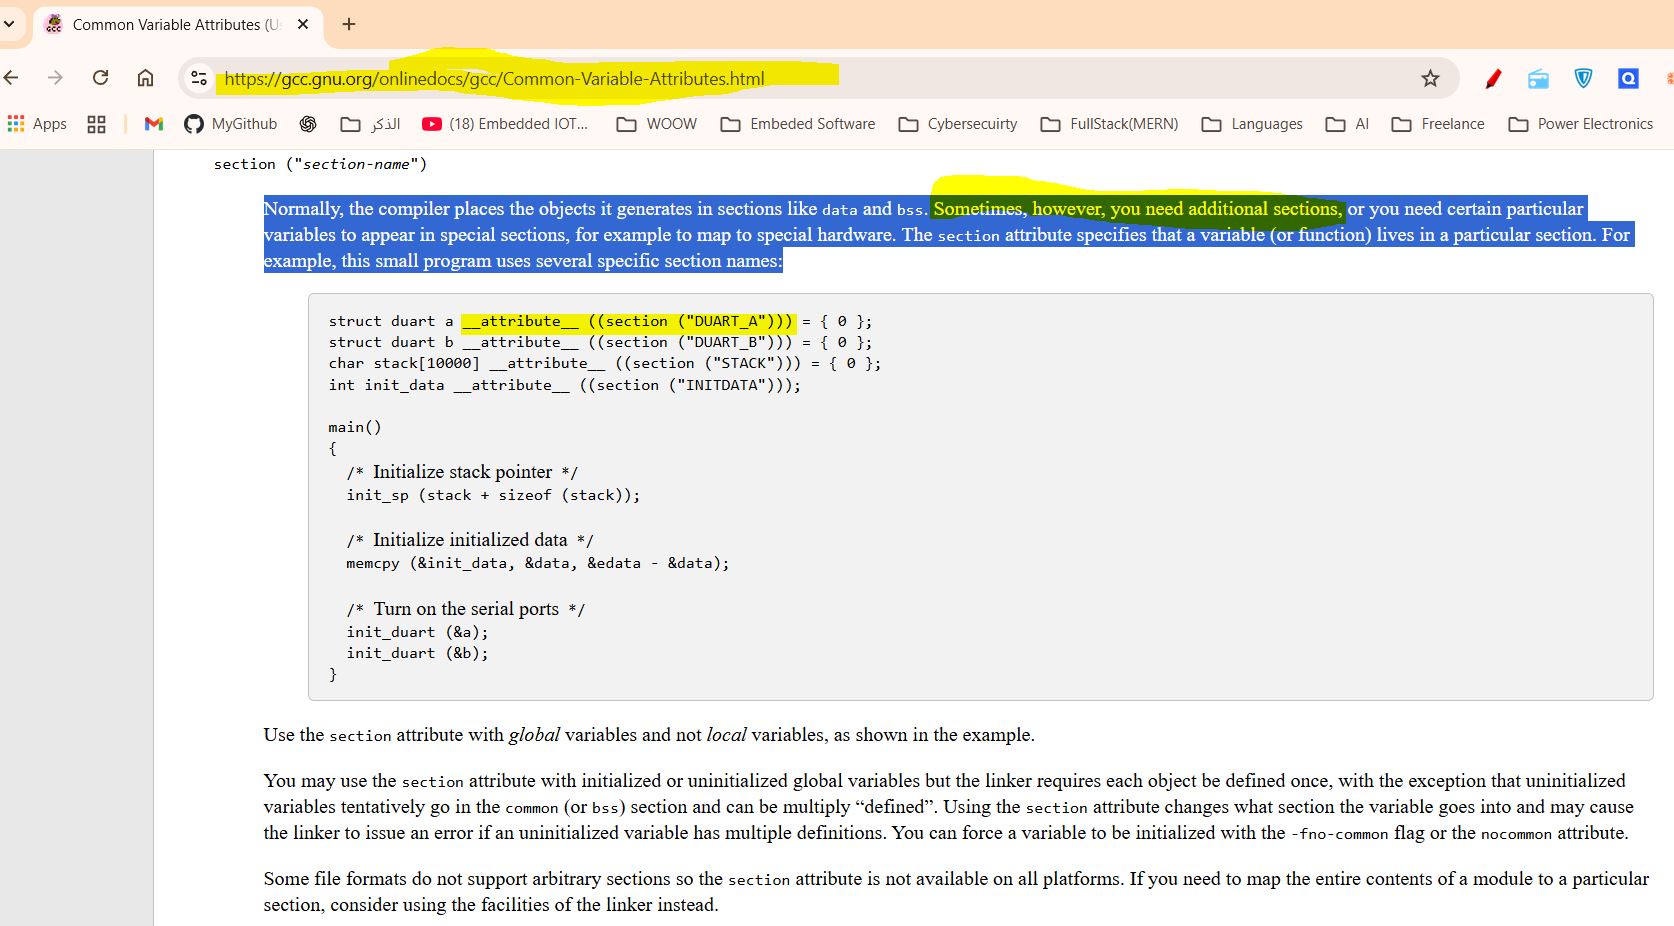 Common Variable Attributes (Us
https://gcc.gnu.org/onlinedocs/gcc/Common-Variable-Attributes.html
Apps MyGithub الذكر (18) Embedded IOT... WOOW Embeded Software Cybersecuirty FullStack(MERN) Languages AI Freelance Power Electronics
section ("section-name")
Normally, the compiler places the objects it generates in sections like data and bss. Sometimes, however, you need additional sections, or you need certain particular
variables to appear in special sections, for example to map to special hardware. The section attribute specifies that a variable (or function) lives in a particular section. For
example, this small program uses several specific section names:
struct duart a __attribute__ ((section ("DUART_A"))) = { 0 };
struct duart b __attribute__ ((section ("DUART_B"))) = { 0 };
char stack[10000] __attribute__ ((section ("STACK"))) = { 0 };
int init_data __attribute__ ((section ("INITDATA")));
main()
{
/* Initialize stack pointer */
init_sp (stack + sizeof (stack));
/* Initialize initialized data */
memcpy (&init_data, &data, &edata - &data);
/* Turn on the serial ports */
init_duart (&a);
init_duart (&b);
}
Use the section attribute with global variables and not local variables, as shown in the example.
You may use the section attribute with initialized or uninitialized global variables but the linker requires each object be defined once, with the exception that uninitialized
variables tentatively go in the common (or bss) section and can be multiply “defined”. Using the section attribute changes what section the variable goes into and may cause
the linker to issue an error if an uninitialized variable has multiple definitions. You can force a variable to be initialized with the -fno-common flag or the nocommon attribute.
Some file formats do not support arbitrary sections so the section attribute is not available on all platforms. If you need to map the entire contents of a module to a particular
section, consider using the facilities of the linker instead.